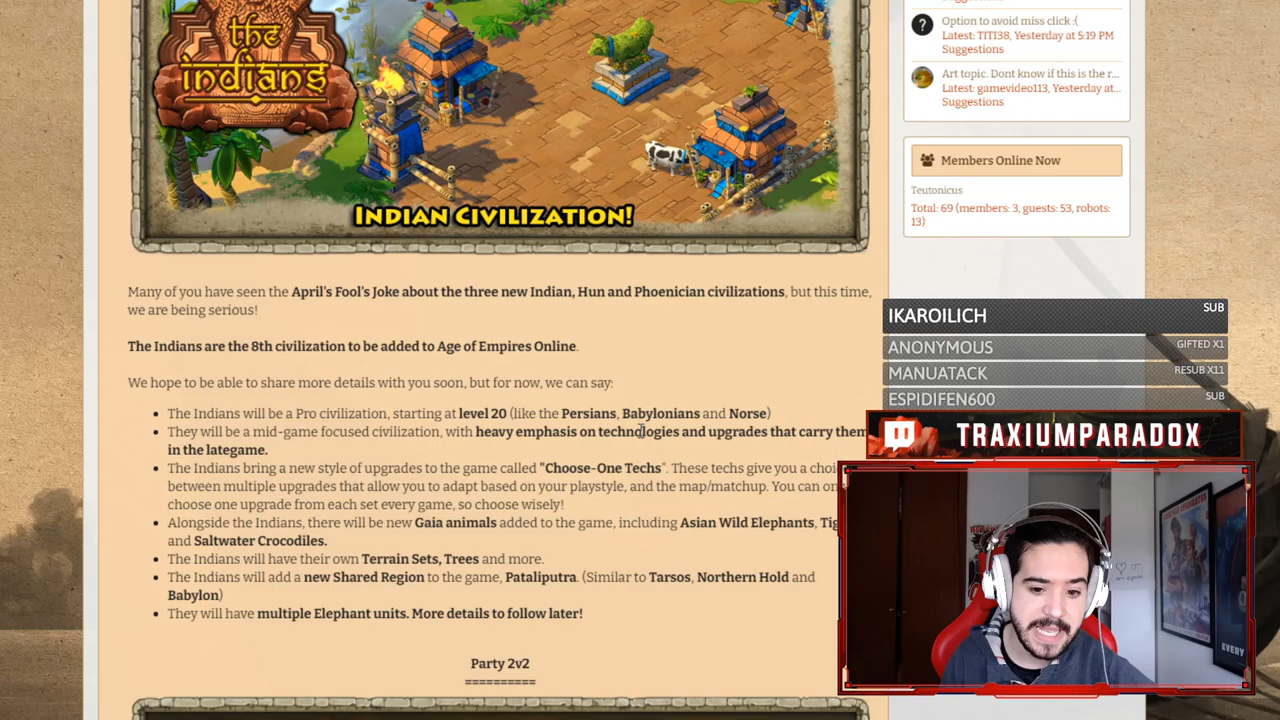 the
indians
INDIAN CIVILIZATION!
Many of you have seen the April's Fool's Joke about the three new Indian, Hun and Phoenician civilizations, but this time,
we are being serious!
The Indians are the 8th civilization to be added to Age of Empires Online.
We hope to be able to share more details with you soon, but for now, we can say:
The Indians will be a Pro civilization, starting at level 20 (like the Persians, Babylonians and Norse)
They will be a mid-game focused civilization, with heavy emphasis on technologies and upgrades that carry them
in the lategame.
The Indians bring a new style of upgrades to the game called "Choose-One Techs". These techs give you a choi
between multiple upgrades that allow you to adapt based on your playstyle, and the map/matchup. You can on
choose one upgrade from each set every game, so choose wisely!
Alongside the Indians, there will be new Gaia animals added to the game, including Asian Wild Elephants, Tig
and Saltwater Crocodiles.
The Indians will have their own Terrain Sets, Trees and more.
The Indians will add a new Shared Region to the game, Pataliputra. (Similar to Tarsos, Northern Hold and
Babylon)
They will have multiple Elephant units. More details to follow later!
Party 2v2
==========
Suggestions
Option to avoid miss click :(
Latest: TITI38, Yesterday at 5:19 PM
Suggestions
Art topic. Dont know if this is the r...
Latest: gamevideo113, Yesterday at...
Suggestions
Members Online Now
Teutonicus
Total: 69 (members: 3, guests: 53, robots:
13)
IKAROILICH SUB
ANONYMOUS GIFTED X1
MANUATACK RESUB X11
ESPIDIFEN600 SUB
TRAXIUMPARADOX
EVERY